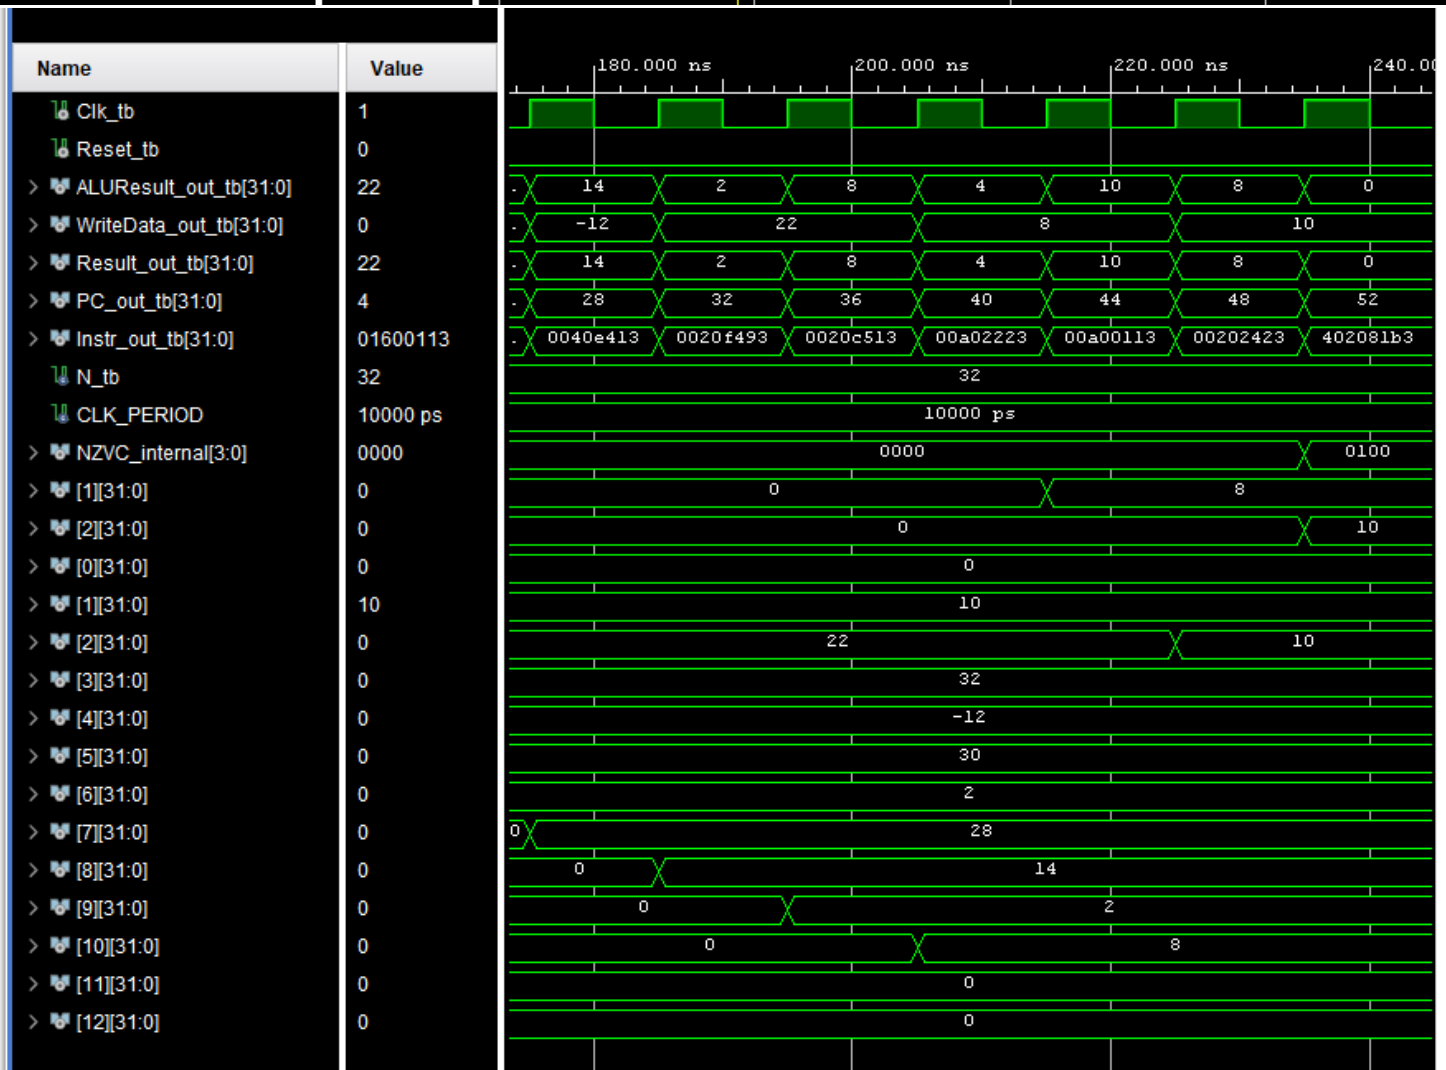 Name Value 180.000 ns 200.000 ns 220.000 ns 240.00
Clk_tb 1
Reset_tb 0
ALUResult_out_tb[31:0] 22 . 14 2 8 4 10 8 0
WriteData_out_tb[31:0] 0 . -12 22 8 10
Result_out_tb[31:0] 22 . 14 2 8 4 10 8 0
PC_out_tb[31:0] 4 . 28 32 36 40 44 48 52
Instr_out_tb[31:0] 01600113 . 0040e413 0020f493 0020c513 00a02223 00a00113 00202423 402081b3
N_tb 32 32
CLK_PERIOD 10000 ps 10000 ps
NZVC_internal[3:0] 0000 0000 0100
[1][31:0] 0 0 8
[2][31:0] 0 0 10
[0][31:0] 0 0
[1][31:0] 10 10
[2][31:0] 0 22 10
[3][31:0] 0 32
[4][31:0] 0 -12
[5][31:0] 0 30
[6][31:0] 0 2
[7][31:0] 0 0 28
[8][31:0] 0 0 14
[9][31:0] 0 0 2
[10][31:0] 0 0 8
[11][31:0] 0 0
[12][31:0] 0 0